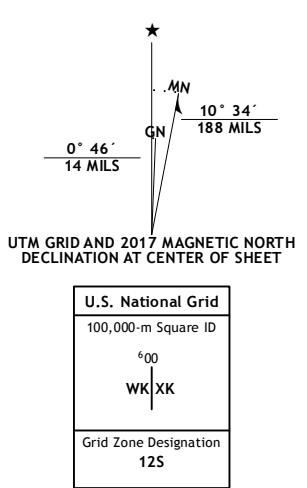 ★
MN
GN
10° 34´
188 MILS
0° 46´
14 MILS
UTM GRID AND 2017 MAGNETIC NORTH
DECLINATION AT CENTER OF SHEET
U.S. National Grid
100,000-m Square ID
⁶00
WK XK
Grid Zone Designation
12S